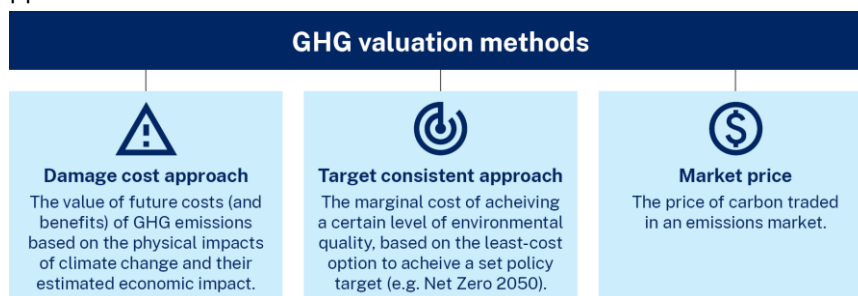 GHG valuation methods
Damage cost approach
The value of future costs (and
benefits) of GHG emissions
based on the physical impacts
of climate change and their
estimated economic impact.
Target consistent approach
The marginal cost of acheiving
a certain level of environmental
quality, based on the least-cost
option to acheive a set policy
target (e.g. Net Zero 2050).
Market price
The price of carbon traded
in an emissions market.